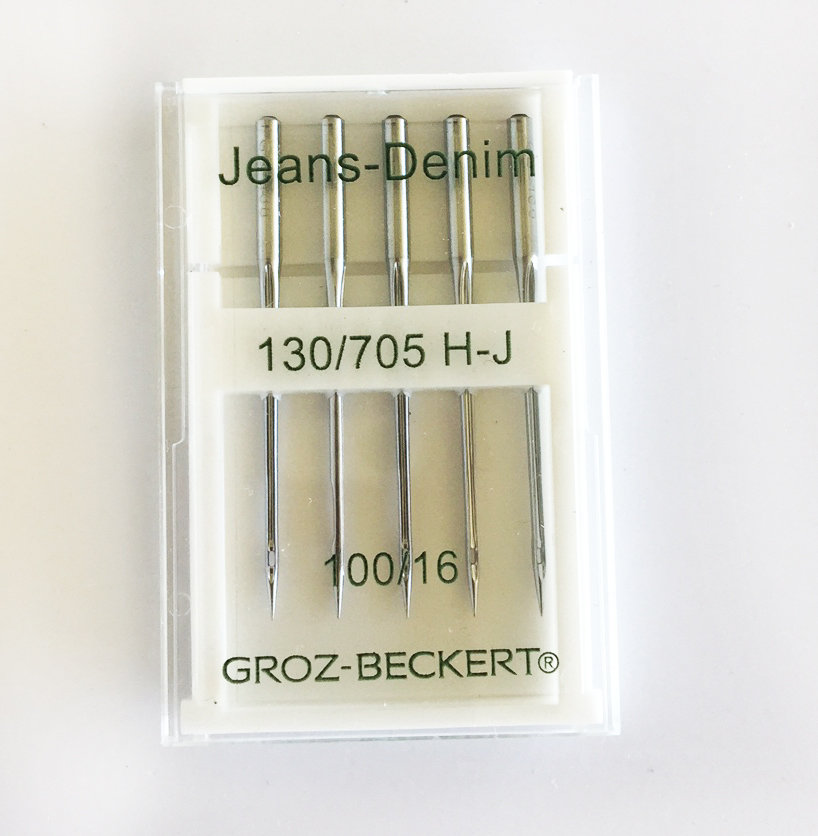 Jeans-Denim
130/705 H-J
100/16
GROZ-BECKERT®